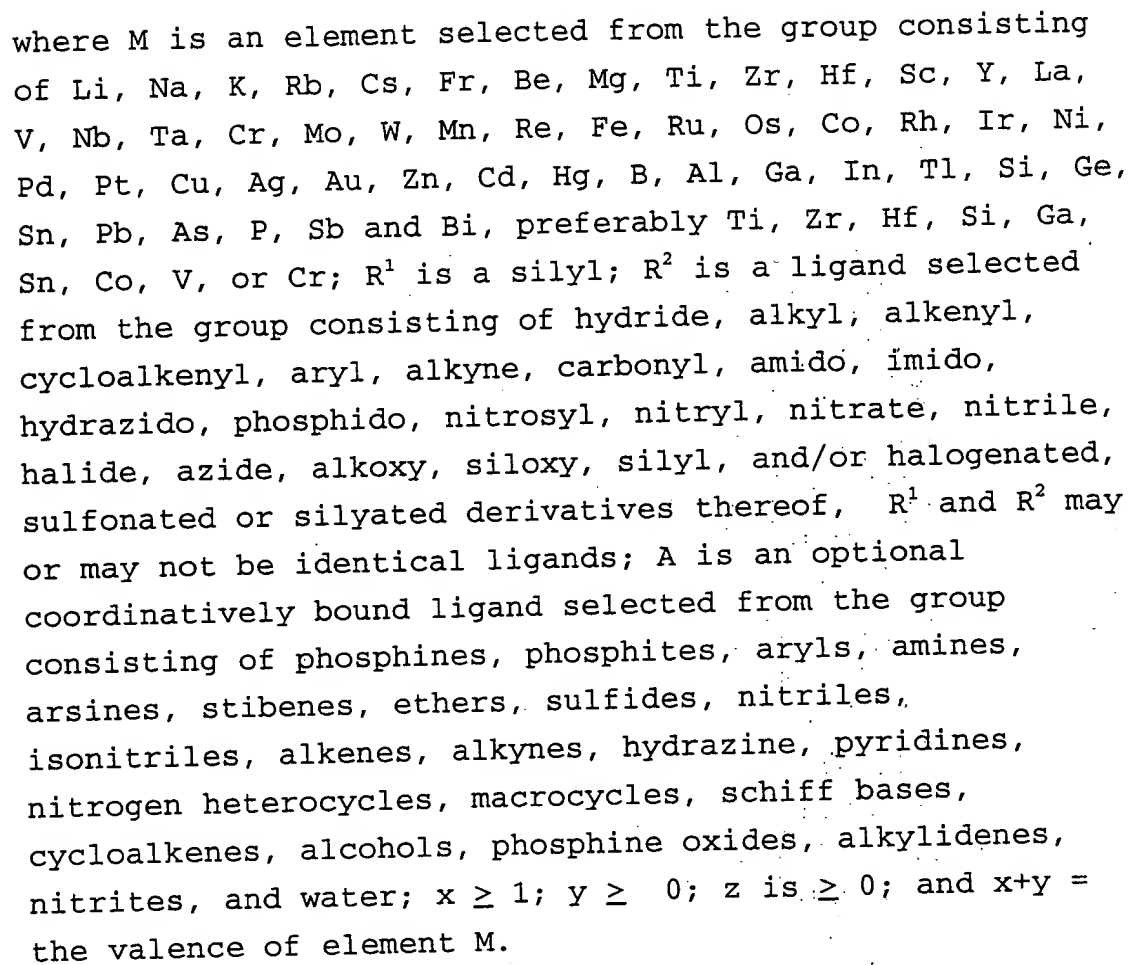 where M is an element selected from the group consisting
of Li, Na, K, Rb, Cs, Fr, Be, Mg, Ti, Zr, Hf, Sc, Y, La,
V, Nb, Ta, Cr, Mo, W, Mn, Re, Fe, Ru, Os, Co, Rh, Ir, Ni,
Pd, Pt, Cu, Ag, Au, Zn, Cd, Hg, B, Al, Ga, In, Tl, Si, Ge,
Sn, Pb, As, P, Sb and Bi, preferably Ti, Zr, Hf, Si, Ga,
Sn, Co, V, or Cr; R¹ is a silyl; R² is a ligand selected
from the group consisting of hydride, alkyl, alkenyl,
cycloalkenyl, aryl, alkyne, carbonyl, amido, imido,
hydrazido, phosphido, nitrosyl, nitryl, nitrate, nitrile,
halide, azide, alkoxy, siloxy, silyl, and/or halogenated,
sulfonated or silyated derivatives thereof, R¹ and R² may
or may not be identical ligands; A is an optional
coordinatively bound ligand selected from the group
consisting of phosphines, phosphites, aryls, amines,
arsines, stibenes, ethers, sulfides, nitriles,
isonitriles, alkenes, alkynes, hydrazine, pyridines,
nitrogen heterocycles, macrocycles, schiff bases,
cycloalkenes, alcohols, phosphine oxides, alkylidenes,
nitrites, and water; x ≥ 1; y ≥ 0; z is ≥ 0; and x+y =
the valence of element M.